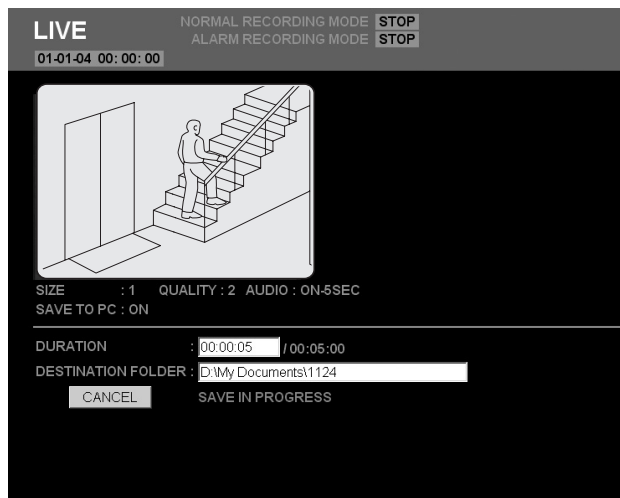 LIVE
NORMAL RECORDING MODE STOP
ALARM RECORDING MODE STOP
01-01-04 00:00:00
SIZE : 1 QUALITY : 2 AUDIO : ON-5SEC
SAVE TO PC : ON
DURATION : 00:00:05 / 00:05:00
DESTINATION FOLDER : D:\My Documents\1124
CANCEL SAVE IN PROGRESS